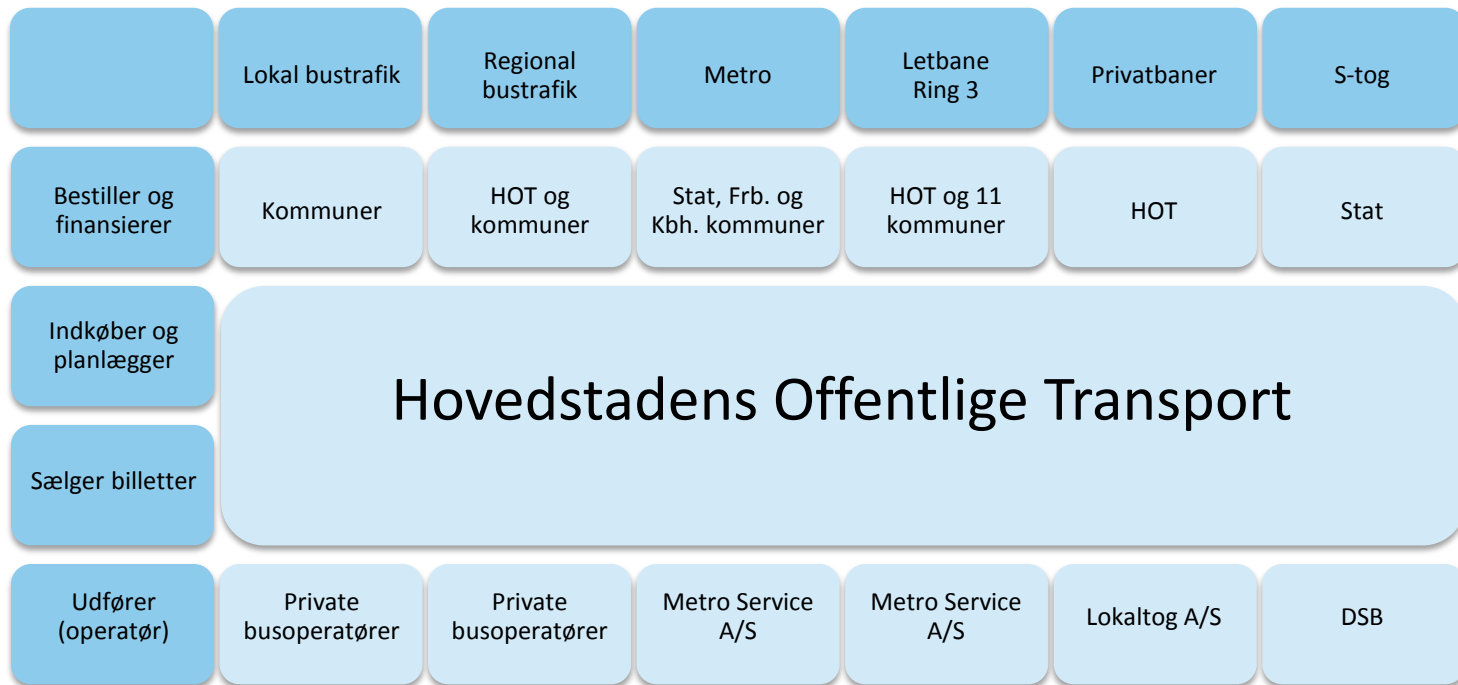 Lokal bustrafik
Regional
bustrafik
Metro
Letbane
Ring 3
Privatbaner
S-tog
Bestiller og
finansierer
Kommuner
HOT og
kommuner
Stat, Frb. og
Kbh. kommuner
HOT og 11
kommuner
HOT
Stat
Indkøber og
planlægger
Hovedstadens Offentlige Transport
Sælger billetter
Udfører
(operatør)
Private
busoperatører
Private
busoperatører
Metro Service
A/S
Metro Service
A/S
Lokaltog A/S
DSB